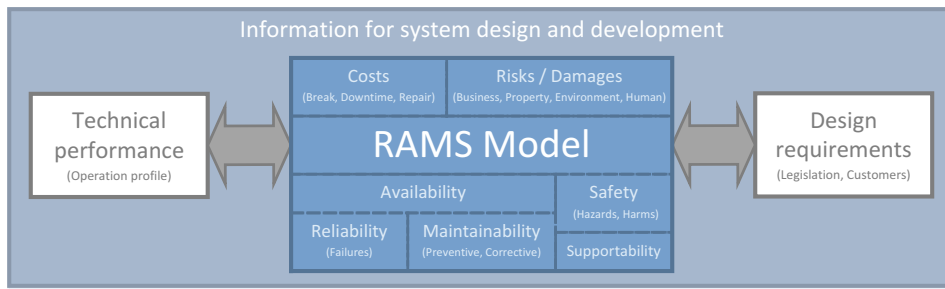 Information for system design and development
Costs
(Break, Downtime, Repair)
Risks / Damages
(Business, Property, Environment, Human)
Technical
performance
(Operation profile)
RAMS Model
Design
requirements
(Legislation, Customers)
Availability
Safety
(Hazards, Harms)
Reliability
(Failures)
Maintainability
(Preventive, Corrective)
Supportability